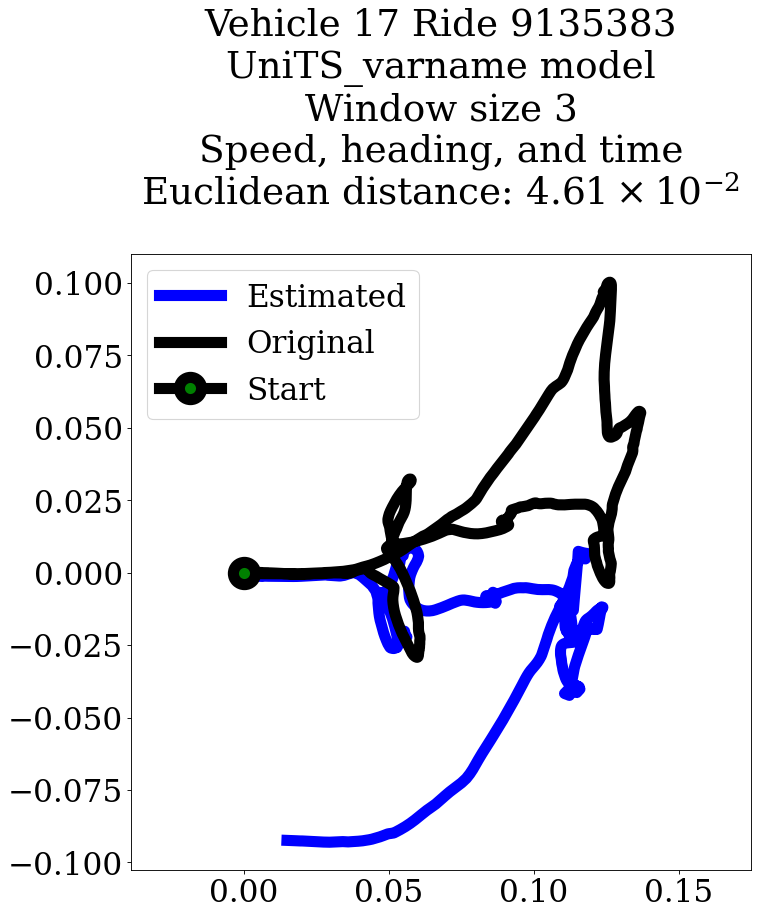 Vehicle 17 Ride 9135383
UniTS_varname model
Window size 3
Speed, heading, and time
Euclidean distance: 4.61 × 10⁻²
Estimated
Original
Start
0.100
0.075
0.050
0.025
0.000
−0.025
−0.050
−0.075
−0.100
0.00 0.05 0.10 0.15